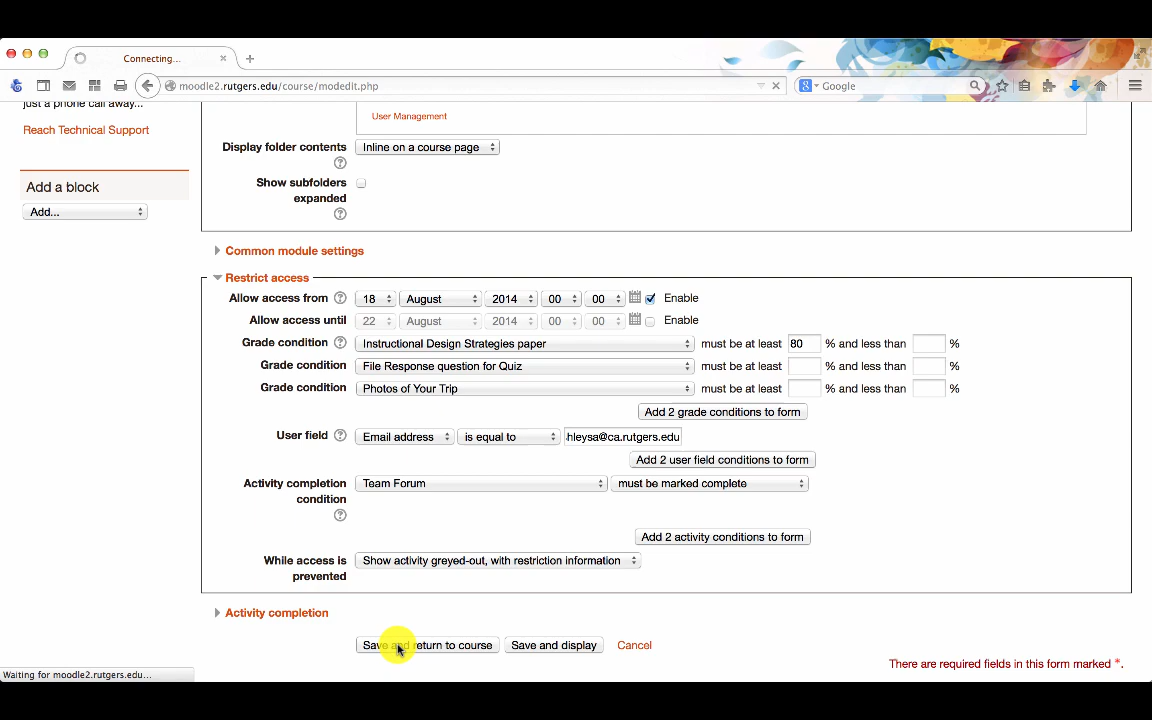 Connecting...
moodle2.rutgers.edu/course/modedit.php
Google
just a phone call away...
Reach Technical Support
Add a block
Add...
User Management
Display folder contents Inline on a course page
Show subfolders expanded
Common module settings
Restrict access
Allow access from 18 August 2014 00 00 Enable
Allow access until 22 August 2014 00 00 Enable
Grade condition Instructional Design Strategies paper must be at least 80 % and less than %
Grade condition File Response question for Quiz must be at least % and less than %
Grade condition Photos of Your Trip must be at least % and less than %
Add 2 grade conditions to form
User field Email address is equal to hleysa@ca.rutgers.edu
Add 2 user field conditions to form
Activity completion condition Team Forum must be marked complete
Add 2 activity conditions to form
While access is prevented Show activity greyed-out, with restriction information
Activity completion
Save and return to course Save and display Cancel
There are required fields in this form marked *.
Waiting for moodle2.rutgers.edu...